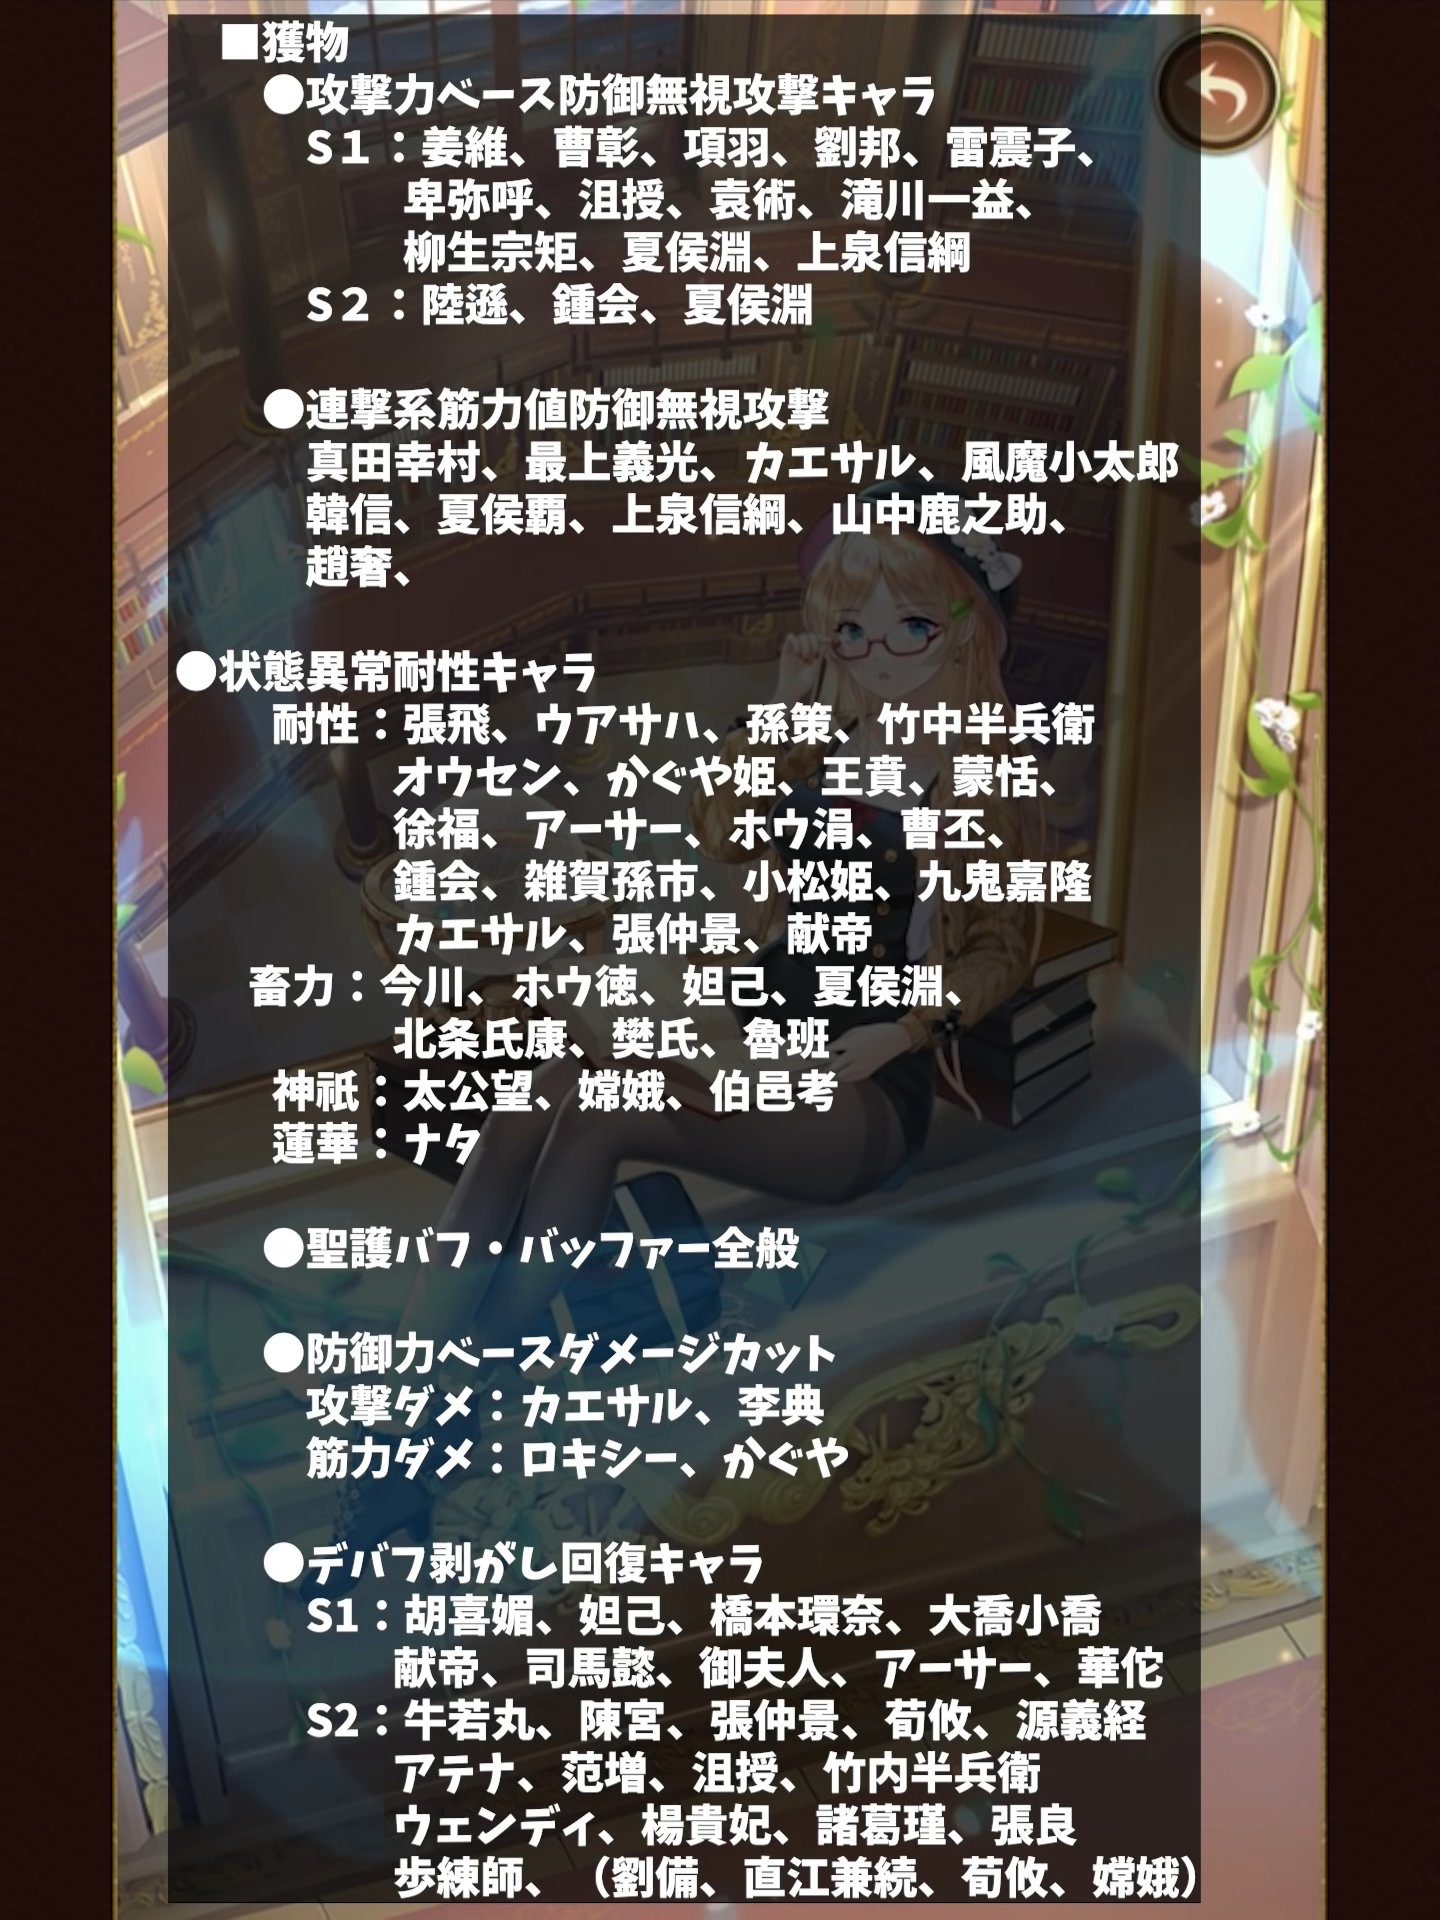 ■獲物
●攻撃力ベース防御無視攻撃キャラ
S１：姜維、曹彰、項羽、劉邦、雷震子、
卑弥呼、沮授、袁術、滝川一益、
柳生宗矩、夏侯淵、上泉信綱
S２：陸遜、鍾会、夏侯淵
●連撃系筋力値防御無視攻撃
真田幸村、最上義光、カエサル、風魔小太郎
韓信、夏侯覇、上泉信綱、山中鹿之助、
趙奢、
●状態異常耐性キャラ
耐性：張飛、ウアサハ、孫策、竹中半兵衛
オウセン、かぐや姫、王賁、蒙恬、
徐福、アーサー、ホウ涓、曹丕、
鍾会、雑賀孫市、小松姫、九鬼嘉隆
カエサル、張仲景、献帝
畜力：今川、ホウ徳、妲己、夏侯淵、
北条氏康、樊氏、魯班
神祇：太公望、嫦娥、伯邑考
蓮華：ナタ
●聖護バフ・バッファー全般
●防御力ベースダメージカット
攻撃ダメ：カエサル、李典
筋力ダメ：ロキシー、かぐや
●デバフ剥がし回復キャラ
S1：胡喜媚、妲己、橋本環奈、大喬小喬
献帝、司馬懿、御夫人、アーサー、華佗
S2：牛若丸、陳宮、張仲景、荀攸、源義経
アテナ、范増、沮授、竹内半兵衛
ウェンディ、楊貴妃、諸葛瑾、張良
歩練師、（劉備、直江兼続、荀攸、嫦娥）